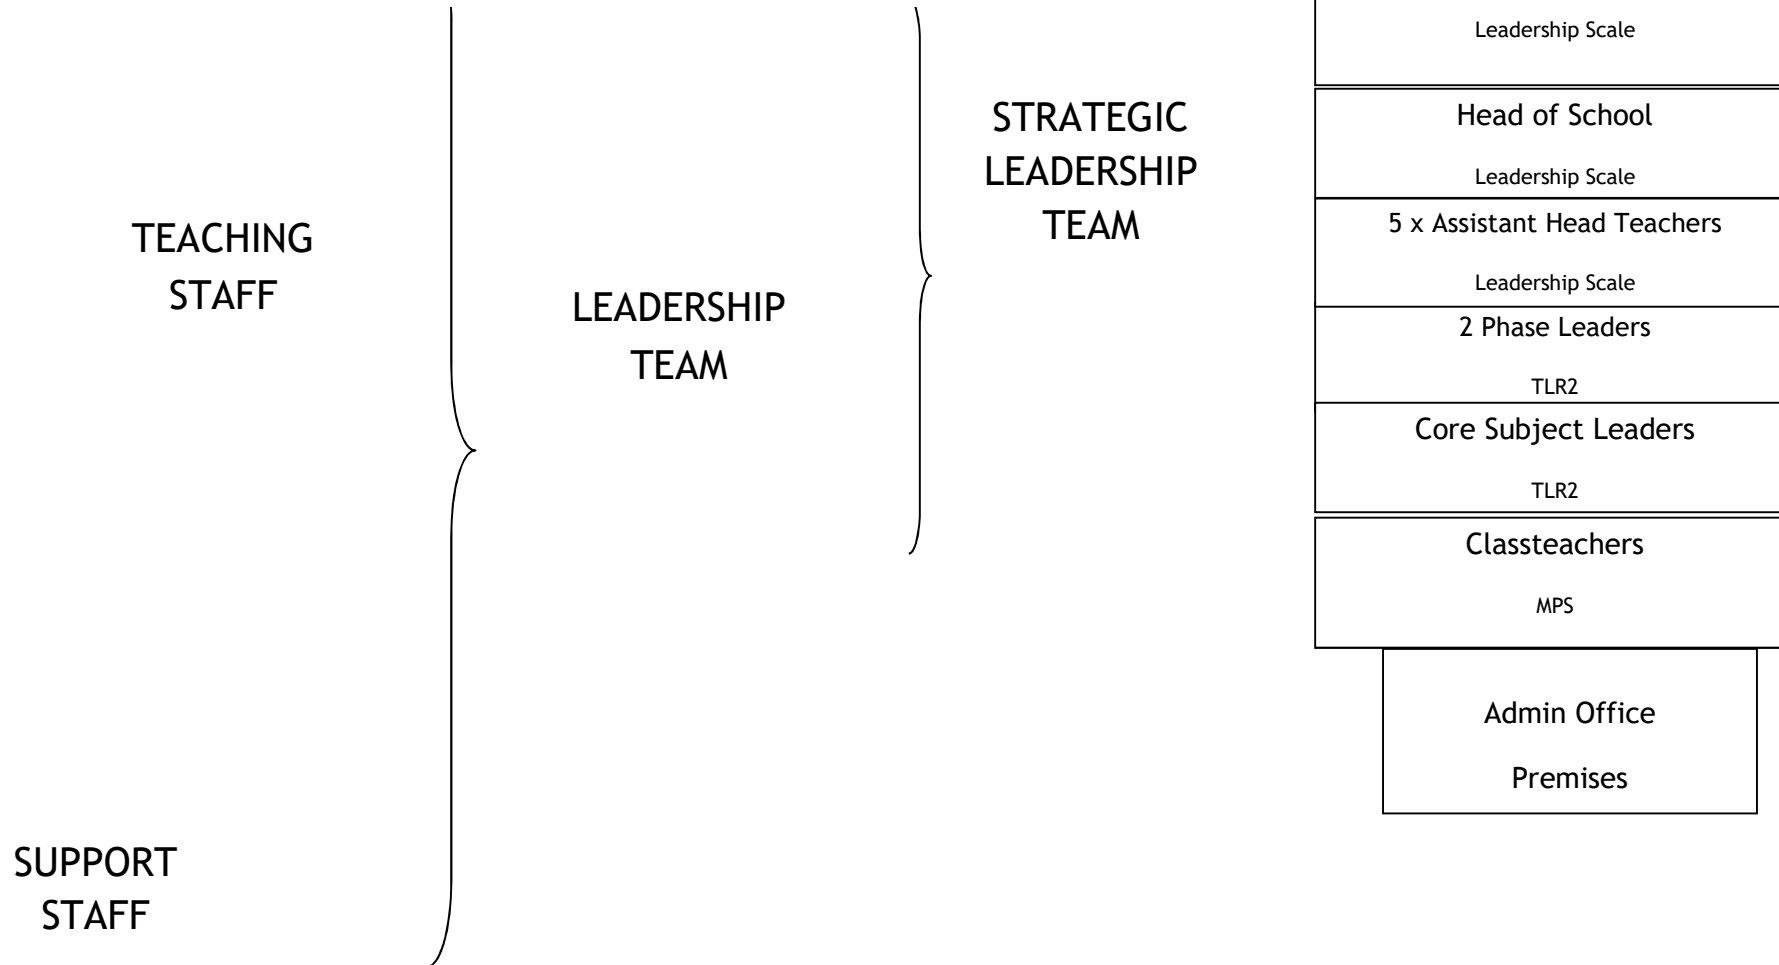 TEACHING
STAFF
LEADERSHIP
TEAM
STRATEGIC
LEADERSHIP
TEAM
Leadership Scale
Head of School
Leadership Scale
5 x Assistant Head Teachers
Leadership Scale
2 Phase Leaders
TLR2
Core Subject Leaders
TLR2
Classteachers
MPS
Admin Office
Premises
SUPPORT
STAFF